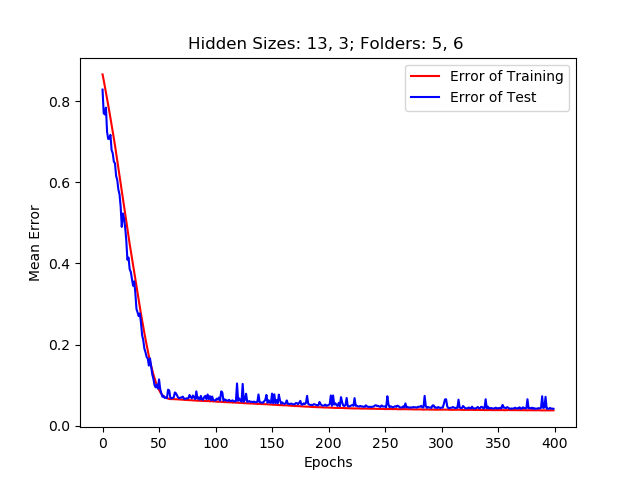 Hidden Sizes: 13, 3; Folders: 5, 6
Error of Training
Error of Test
Mean Error
0.8
0.6
0.4
0.2
0.0
0 50 100 150 200 250 300 350 400
Epochs